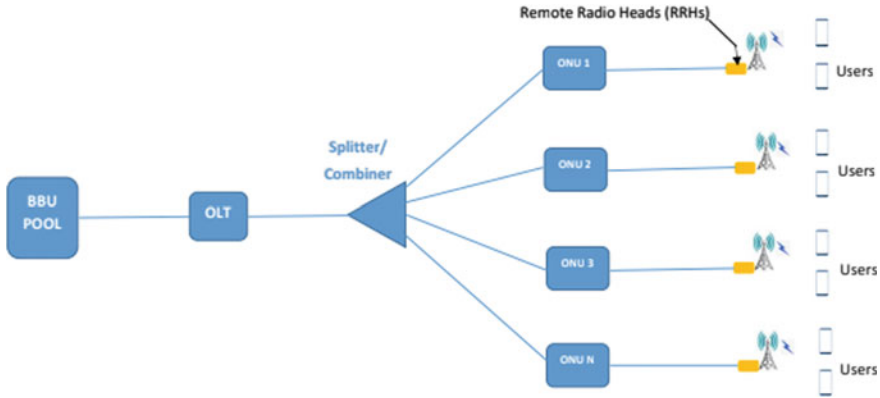 Remote Radio Heads (RRHs)
ONU 1
Users
Splitter/
Combiner
ONU 2
Users
BBU
POOL
OLT
ONU 3
Users
ONU N
Users